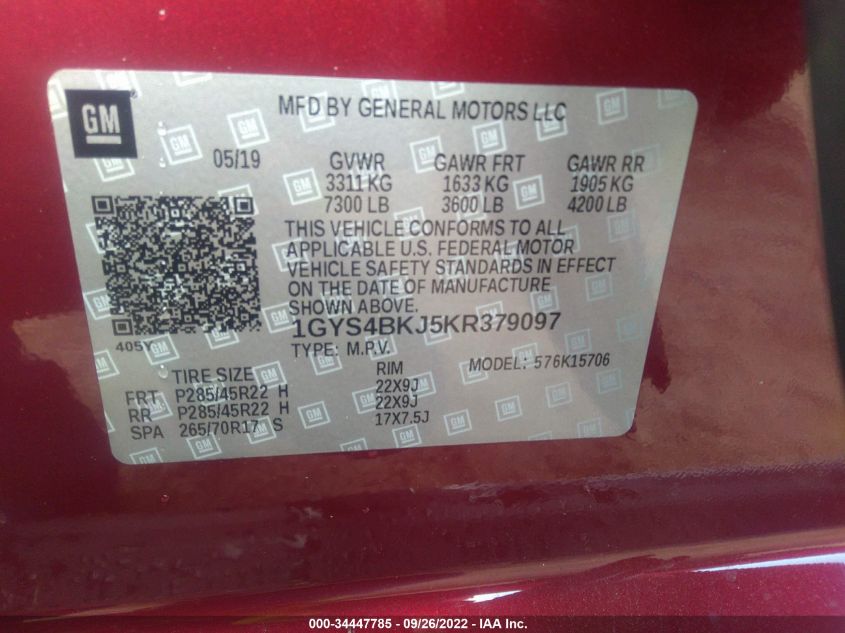 GM
MFD BY GENERAL MOTORS LLC
05/19 GVWR GAWR FRT GAWR RR
3311 KG 1633 KG 1905 KG
7300 LB 3600 LB 4200 LB
THIS VEHICLE CONFORMS TO ALL
APPLICABLE U.S. FEDERAL MOTOR
VEHICLE SAFETY STANDARDS IN EFFECT
ON THE DATE OF MANUFACTURE
SHOWN ABOVE.
1GYS4BKJ5KR379097
405Y
TYPE: M.P.V. MODEL: 576K15706
TIRE SIZE RIM
FRT P285/45R22 H 22X9J
RR P285/45R22 H 22X9J
SPA 265/70R17 S 17X7.5J
000-34447785 - 09/26/2022 - IAA Inc.